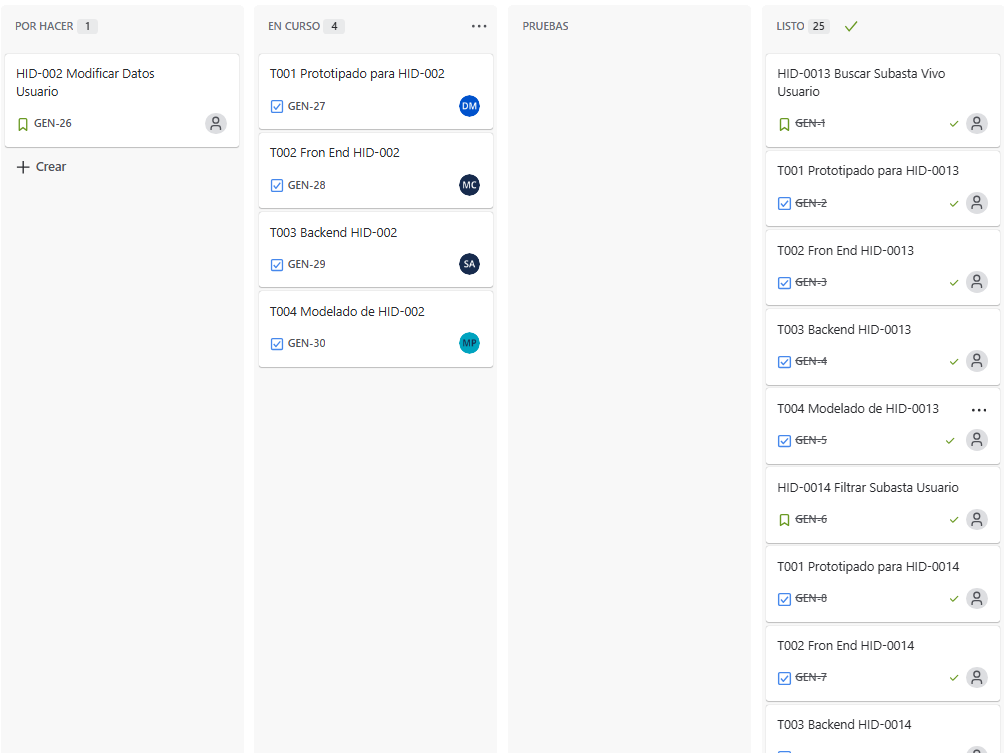 POR HACER 1
HID-002 Modificar Datos
Usuario
GEN-26
Crear
EN CURSO 4
T001 Prototipado para HID-002
GEN-27
DM
T002 Fron End HID-002
GEN-28
MC
T003 Backend HID-002
GEN-29
SA
T004 Modelado de HID-002
GEN-30
MP
PRUEBAS
LISTO 25
HID-0013 Buscar Subasta Vivo
Usuario
GEN-1
T001 Prototipado para HID-0013
GEN-2
T002 Fron End HID-0013
GEN-3
T003 Backend HID-0013
GEN-4
T004 Modelado de HID-0013
GEN-5
HID-0014 Filtrar Subasta Usuario
GEN-6
T001 Prototipado para HID-0014
GEN-8
T002 Fron End HID-0014
GEN-7
T003 Backend HID-0014